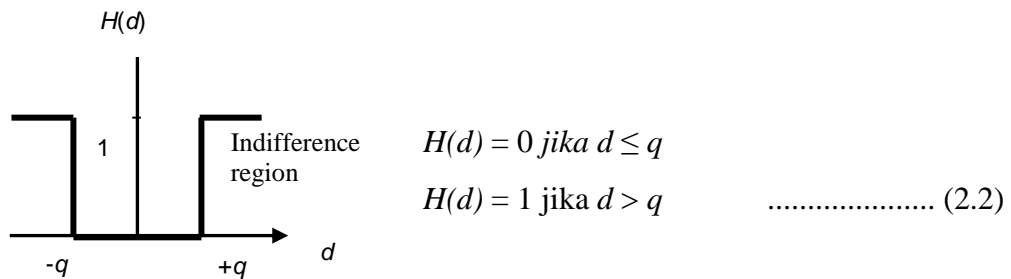 H(d)
1
Indifference
region
-q
+q
d
H(d) = 0 jika d ≤ q
H(d) = 1 jika d > q ..................... (2.2)